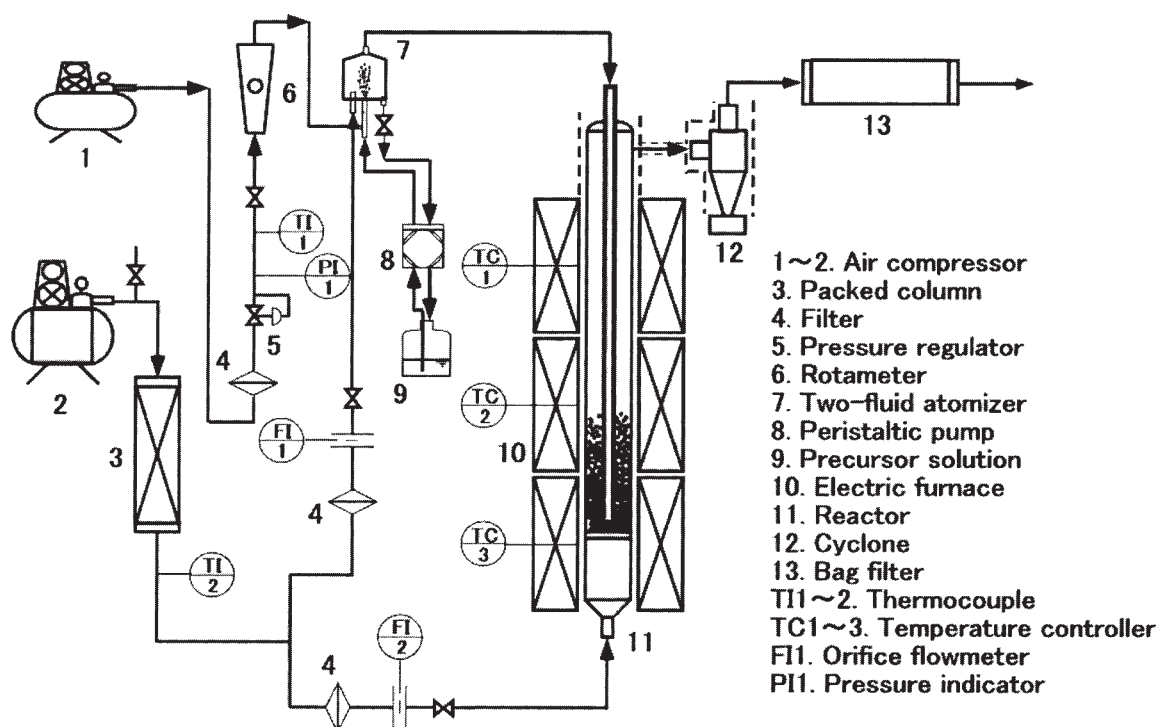 1
2
3
4
5
6
7
8
9
4
4
10
11
12
13
TI
1
PI
1
TI
2
FI
1
FI
2
TC
1
TC
2
TC
3
1~2. Air compressor
3. Packed column
4. Filter
5. Pressure regulator
6. Rotameter
7. Two-fluid atomizer
8. Peristaltic pump
9. Precursor solution
10. Electric furnace
11. Reactor
12. Cyclone
13. Bag filter
TI1~2. Thermocouple
TC1~3. Temperature controller
FI1. Orifice flowmeter
PI1. Pressure indicator